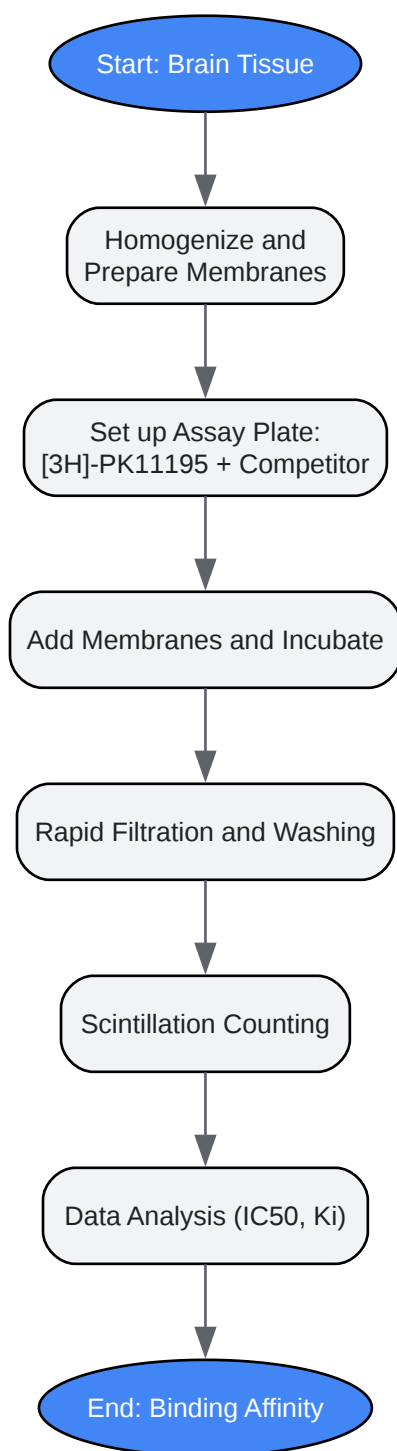 Start: Brain Tissue
Homogenize and
Prepare Membranes
Set up Assay Plate:
[3H]-PK11195 + Competitor
Add Membranes and Incubate
Rapid Filtration and Washing
Scintillation Counting
Data Analysis (IC50, Ki)
End: Binding Affinity